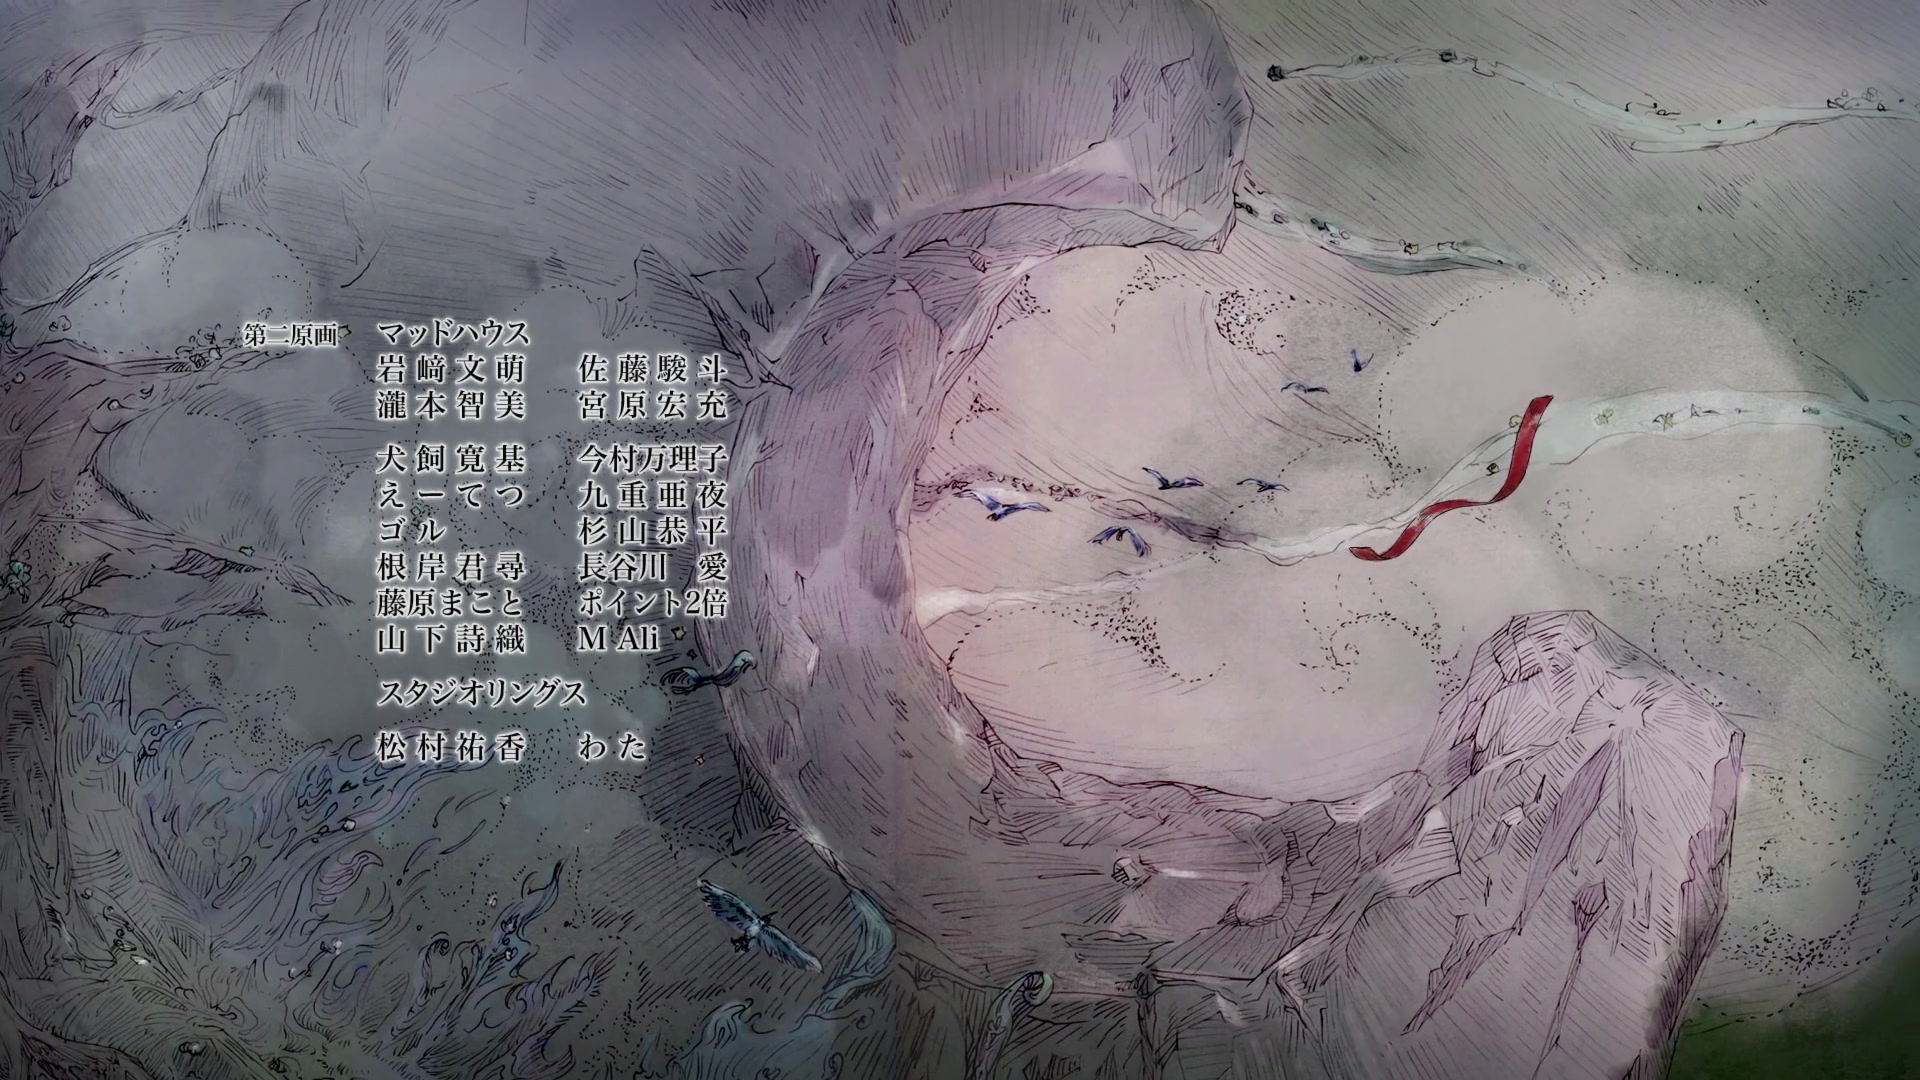 第二原画 マッドハウス
岩﨑文萌 佐藤駿斗
瀧本智美 宮原宏充
犬飼寛基 今村万理子
えーてつ 九重亜夜
ゴル 杉山恭平
根岸君尋 長谷川 愛
藤原まこと ポイント2倍
山下詩織 M Ali
スタジオリングス
松村祐香 わた